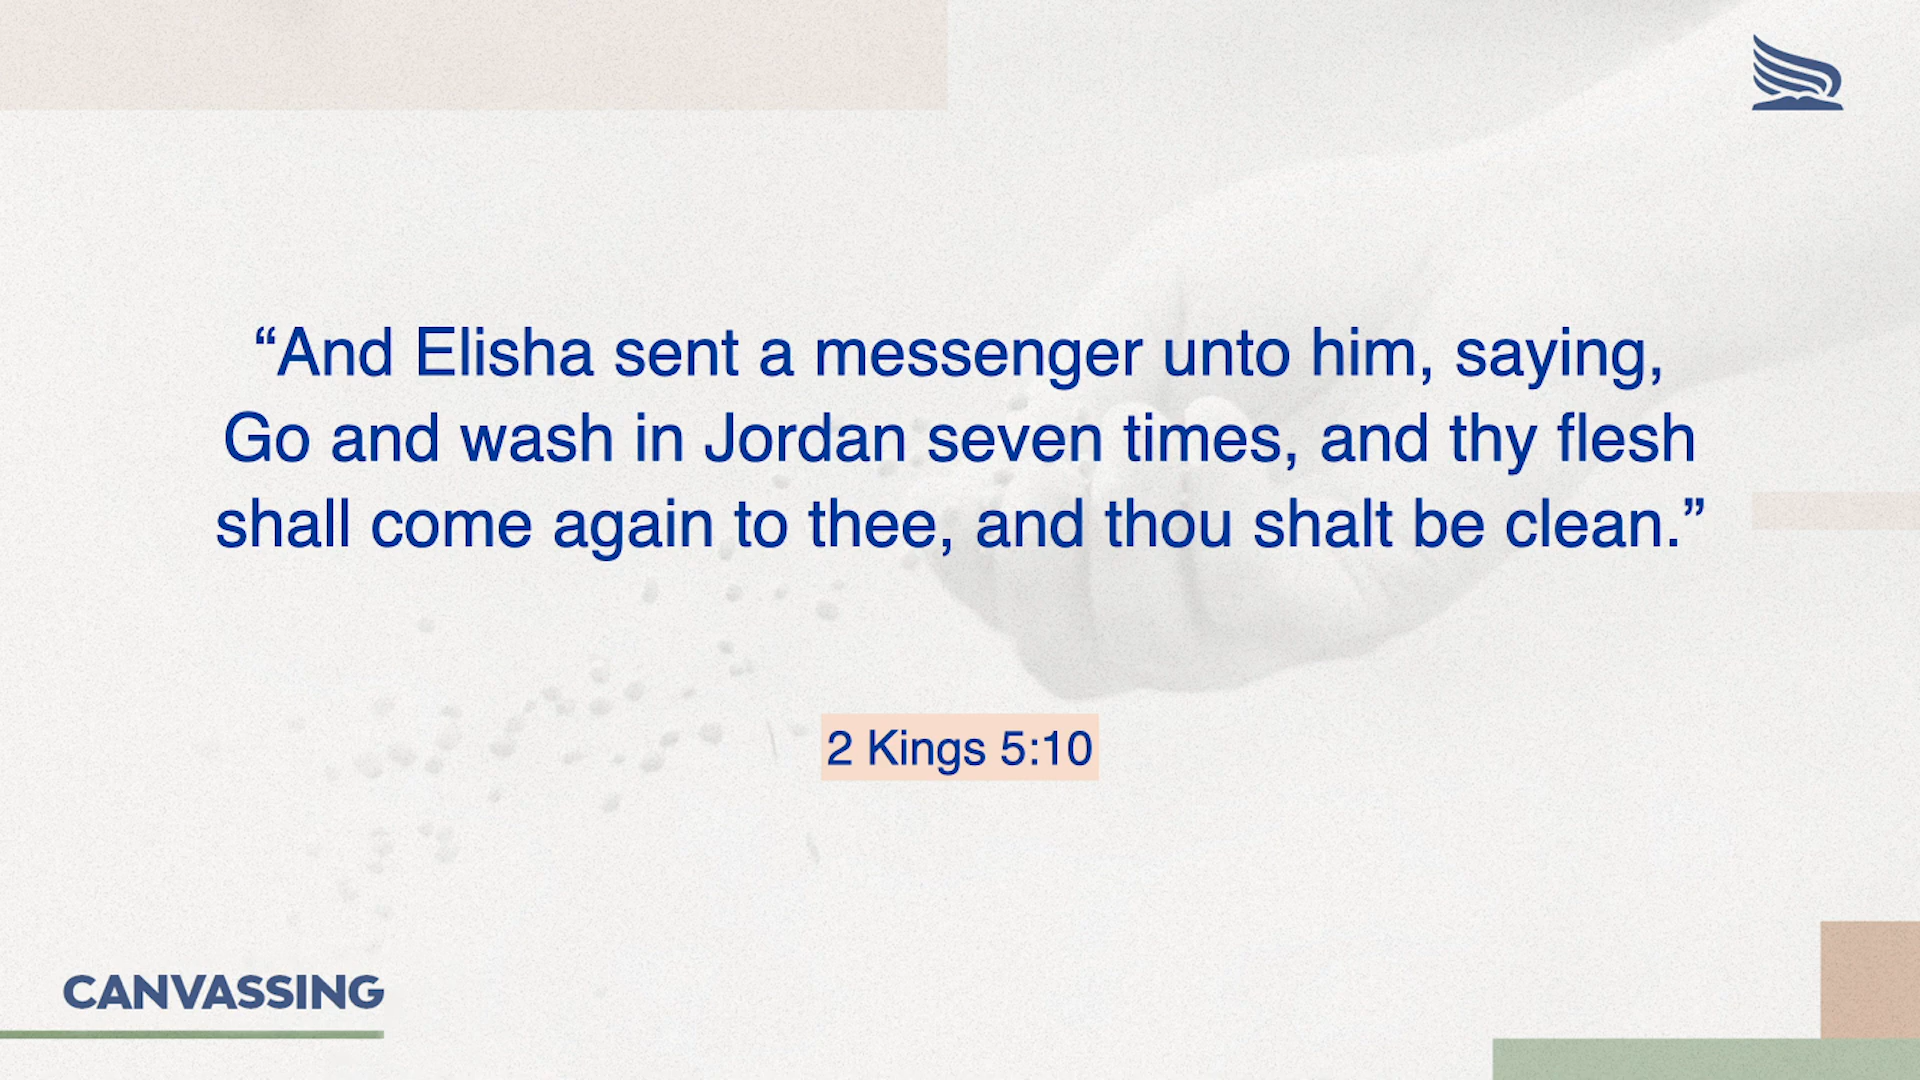 “And Elisha sent a messenger unto him, saying,
Go and wash in Jordan seven times, and thy flesh
shall come again to thee, and thou shalt be clean.”
2 Kings 5:10
CANVASSING